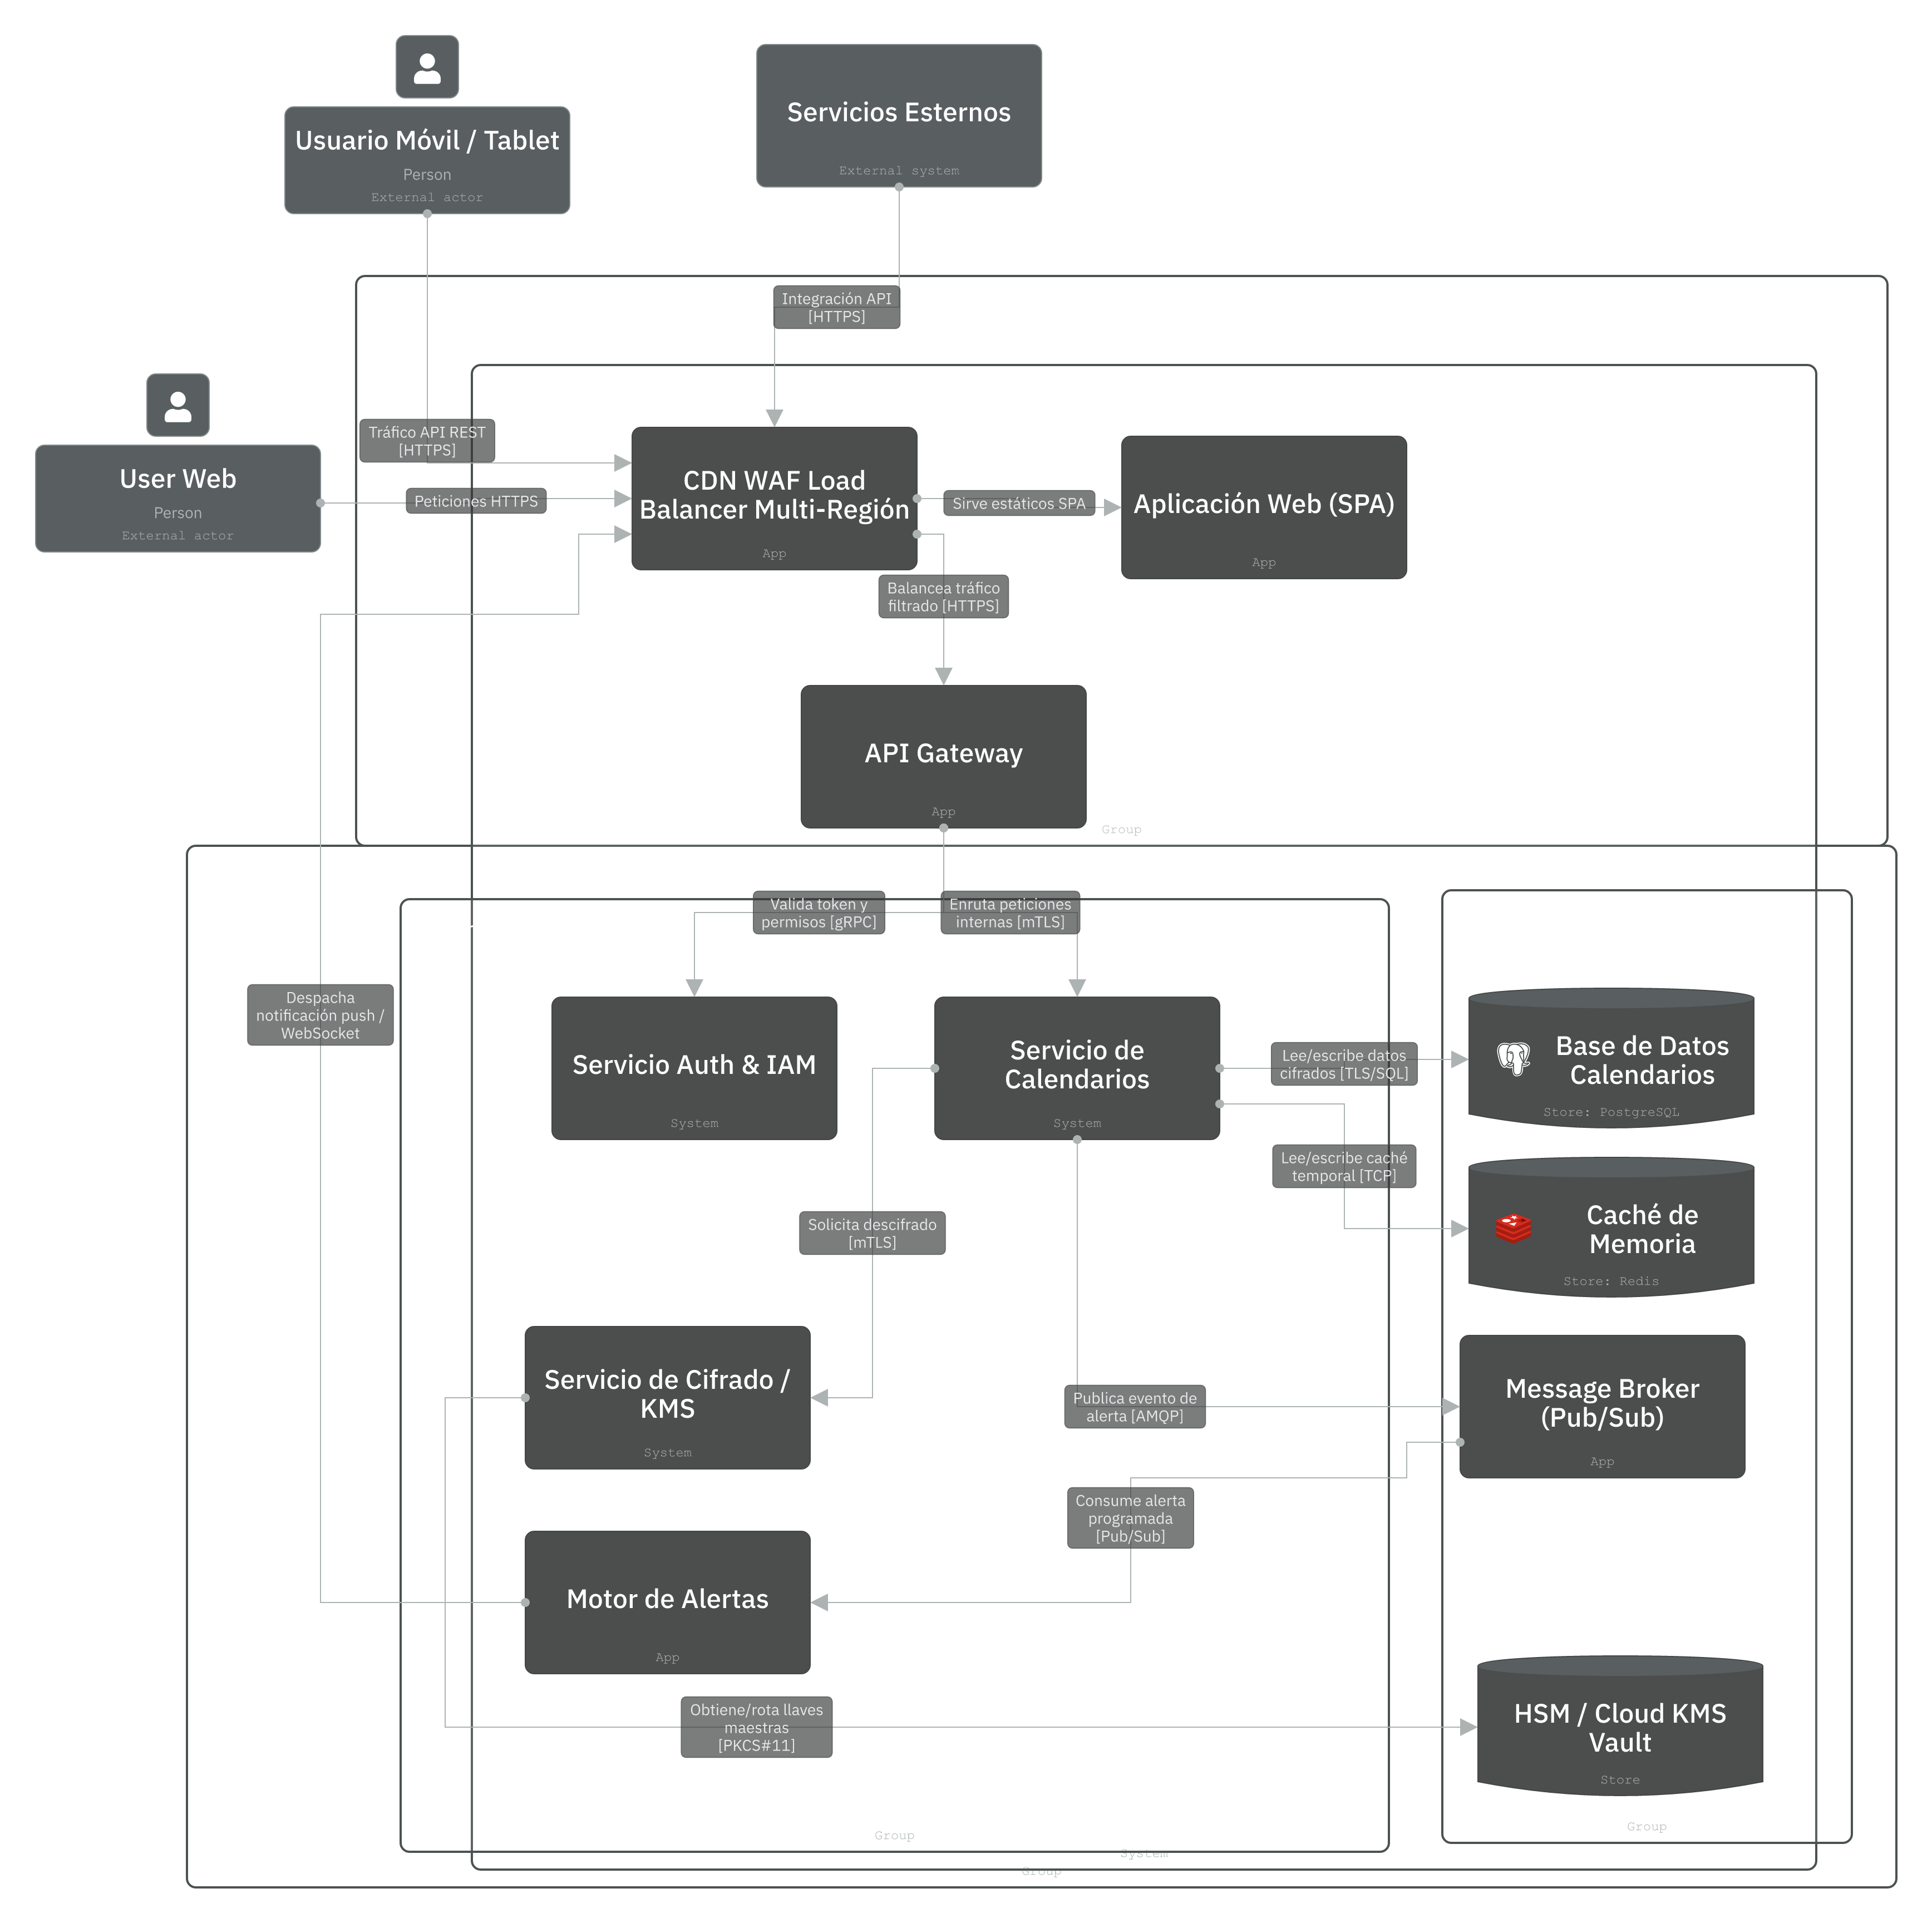 Usuario Móvil / Tablet
Person
External actor
Servicios Esternos
External system
Integración API
[HTTPS]
User Web
Person
External actor
Tráfico API REST
[HTTPS]
Peticiones HTTPS
CDN WAF Load
Balancer Multi-Región
App
Sirve estáticos SPA
Aplicación Web (SPA)
App
Balancea tráfico
filtrado [HTTPS]
API Gateway
App
Group
Valida token y
permisos [gRPC]
Enruta peticiones
internas [mTLS]
Despacha
notificación push /
WebSocket
Servicio Auth & IAM
System
Servicio de
Calendarios
System
Lee/escribe datos
cifrados [TLS/SQL]
Base de Datos
Calendarios
Store: PostgreSQL
Lee/escribe caché
temporal [TCP]
Caché de
Memoria
Store: Redis
Solicita descifrado
[mTLS]
Servicio de Cifrado /
KMS
System
Publica evento de
alerta [AMQP]
Message Broker
(Pub/Sub)
App
Consume alerta
programada
[Pub/Sub]
Motor de Alertas
App
Obtiene/rota llaves
maestras
[PKCS#11]
HSM / Cloud KMS
Vault
Store
Group
Group
System
Group